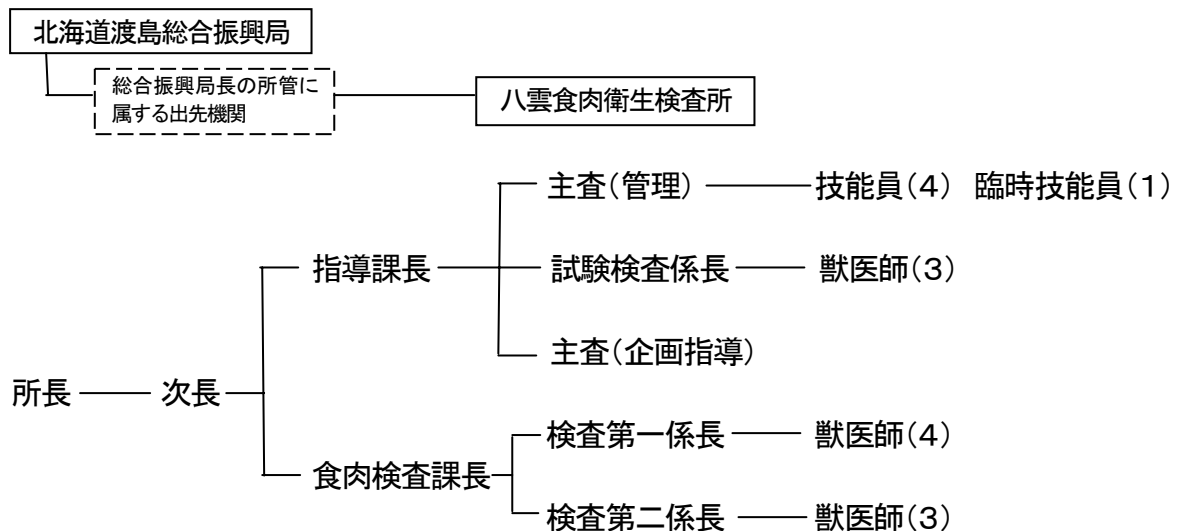 北海道渡島総合振興局
総合振興局長の所管に
属する出先機関
八雲食肉衛生検査所
主査(管理) 技能員(4) 臨時技能員(1)
指導課長 試験検査係長 獣医師(3)
主査(企画指導)
所長 次長
検査第一係長 獣医師(4)
食肉検査課長
検査第二係長 獣医師(3)